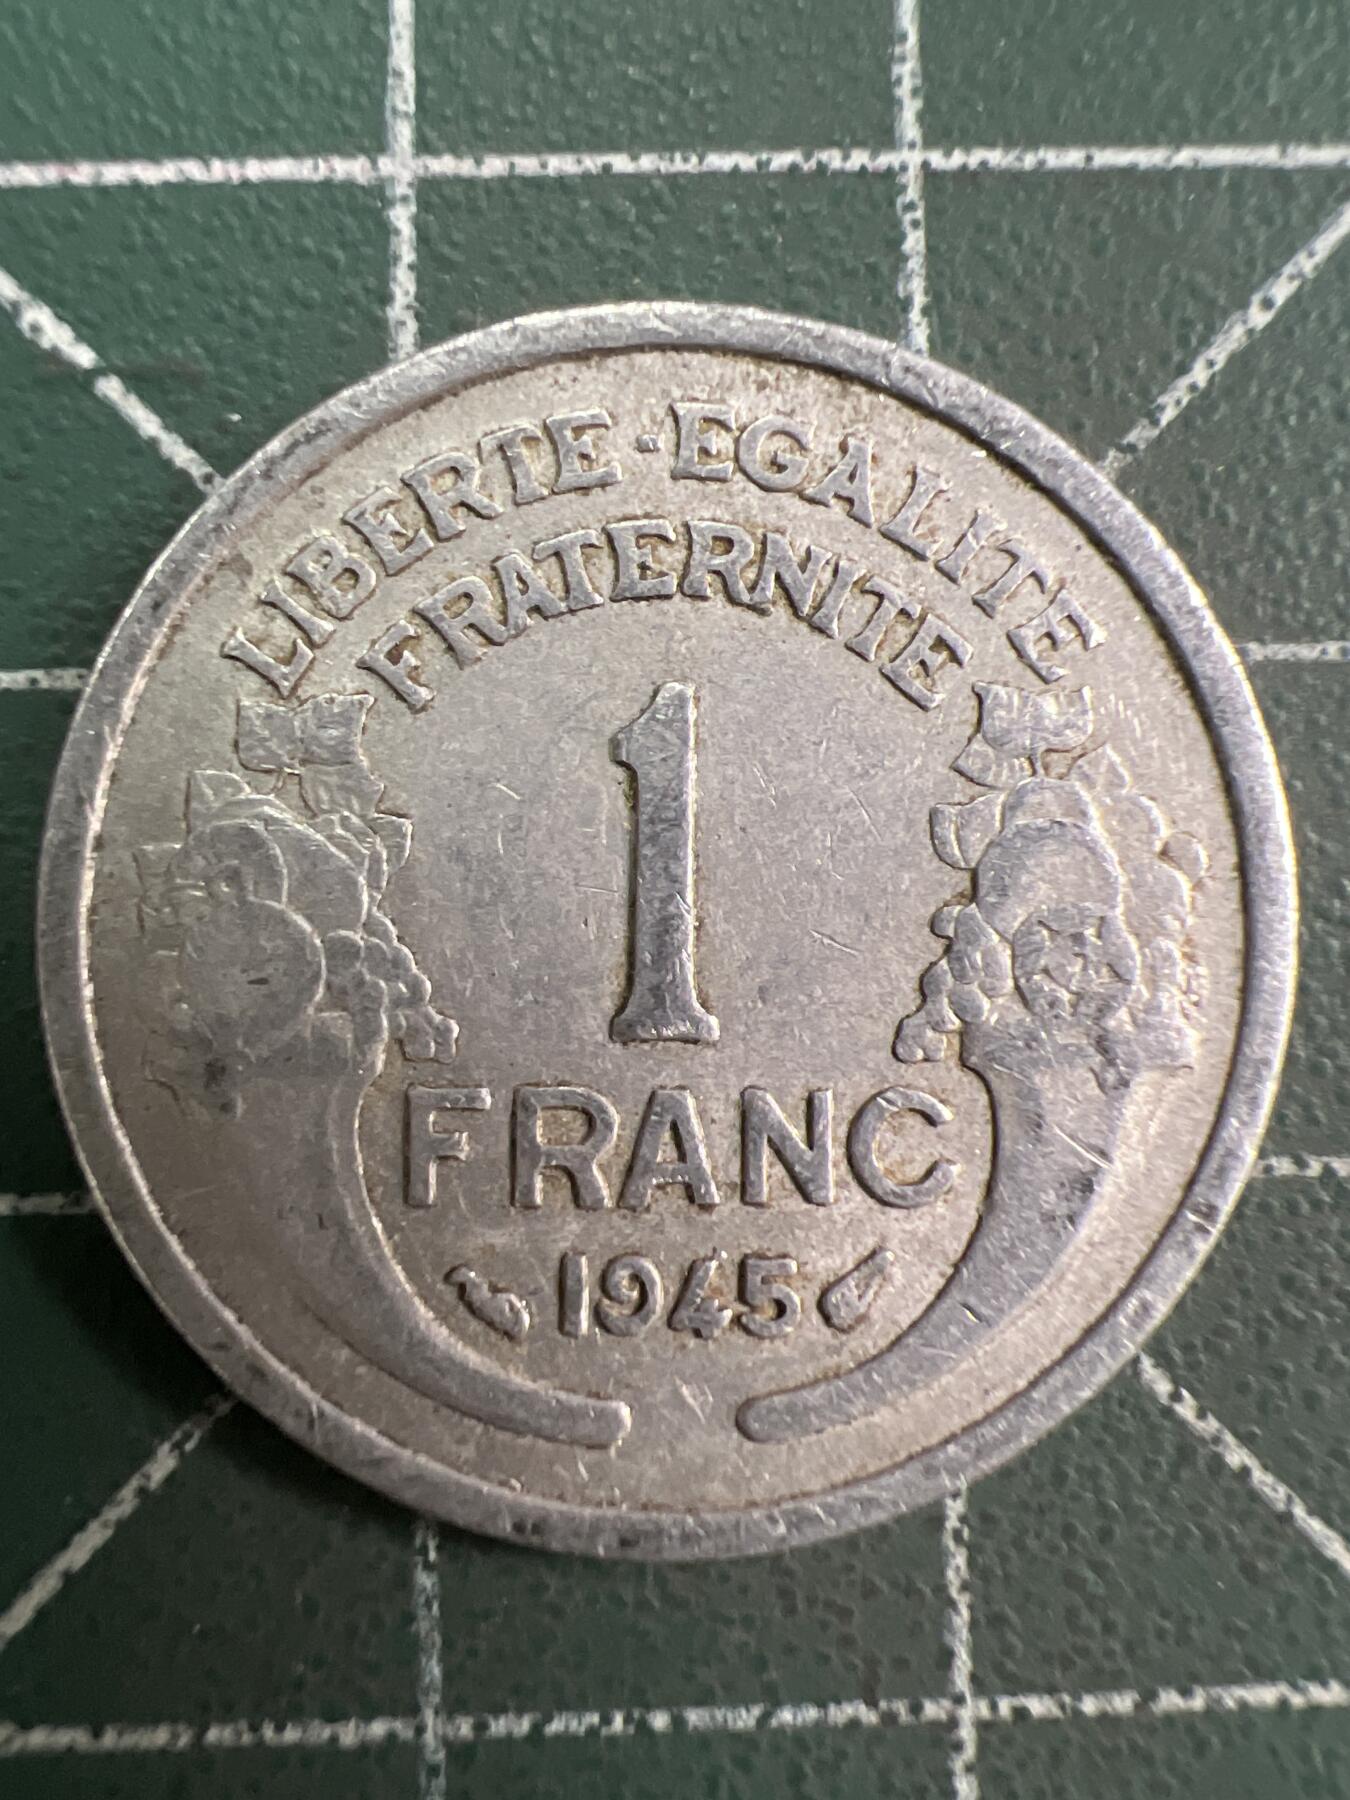 LIBERTE · EGALITE
FRATERNITE
1
FRANC
1945